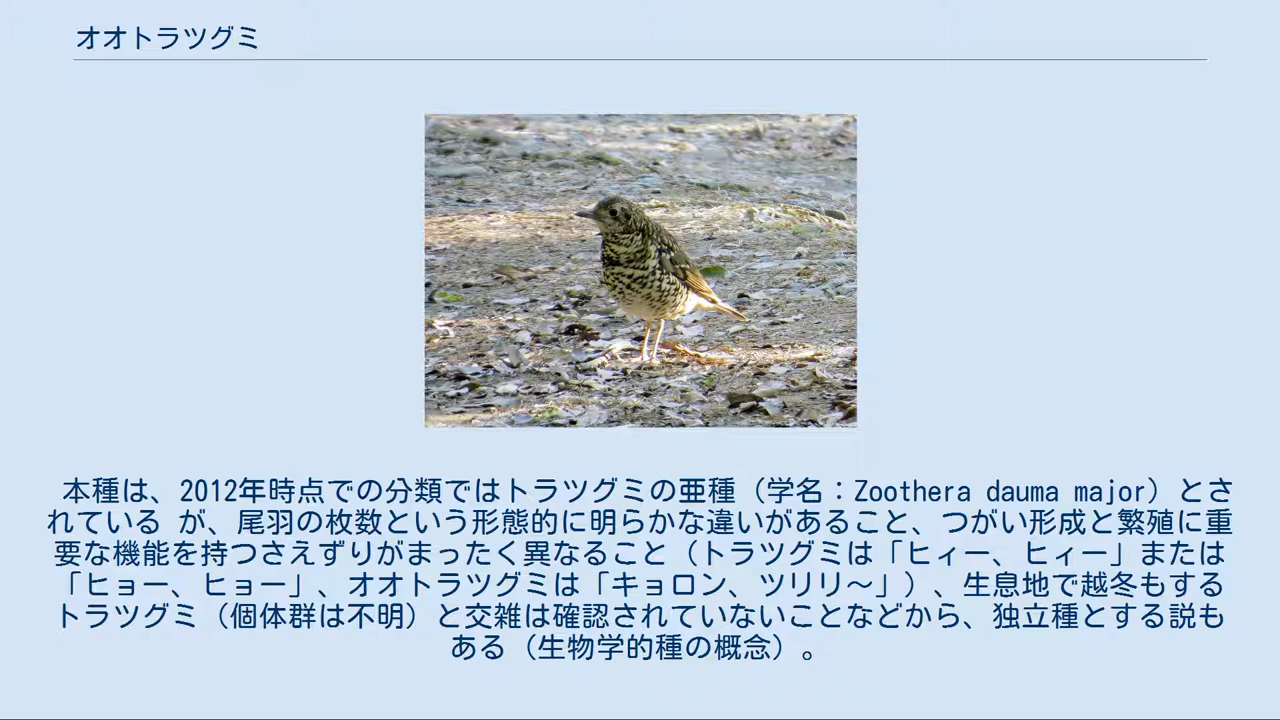 オオトラツグミ
本種は、2012年時点での分類ではトラツグミの亜種（学名：Zoothera dauma major）とさ
れている が、尾羽の枚数という形態的に明らかな違いがあること、つがい形成と繁殖に重
要な機能を持つさえずりがまったく異なること（トラツグミは「ヒィー、ヒィー」または
「ヒョー、ヒョー」、オオトラツグミは「キョロン、ツリリ～」）、生息地で越冬もする
トラツグミ（個体群は不明）と交雑は確認されていないことなどから、独立種とする説も
ある（生物学的種の概念）。